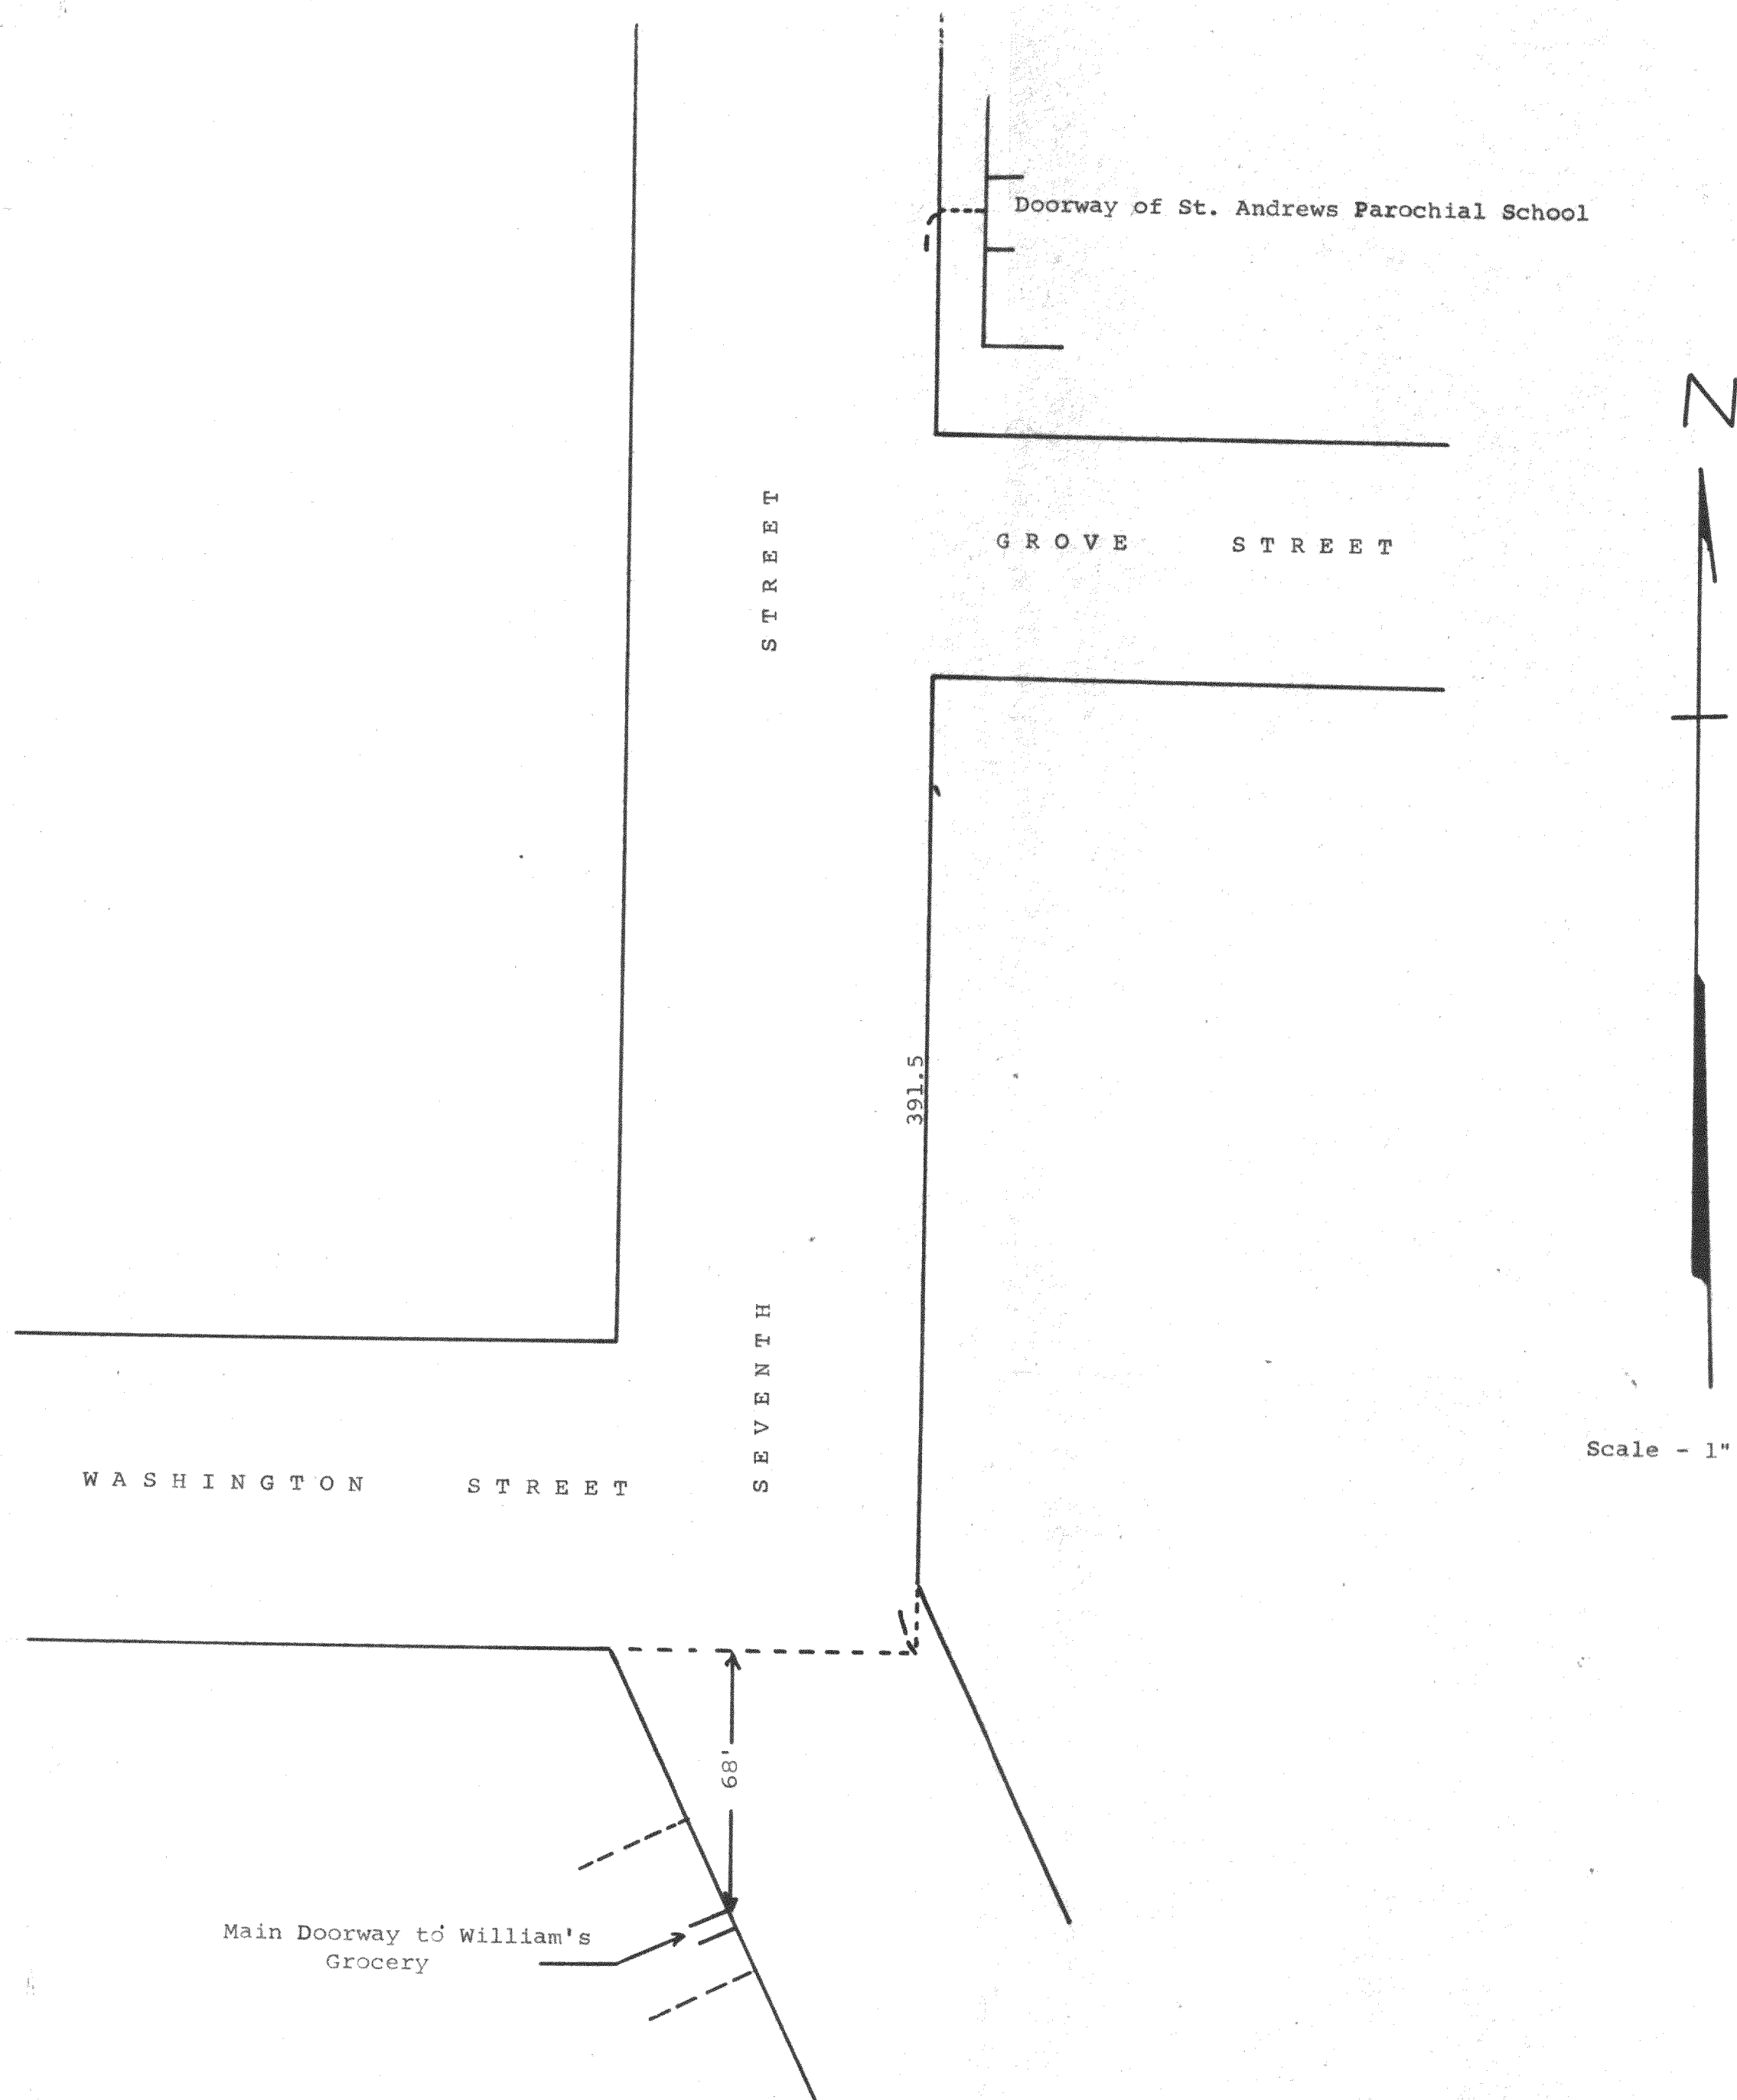 Doorway of St. Andrews Parochial School
N
GROVE STREET
SEVENTH STREET
391.5
Scale - 1"
WASHINGTON STREET
68'
Main Doorway to William's
Grocery